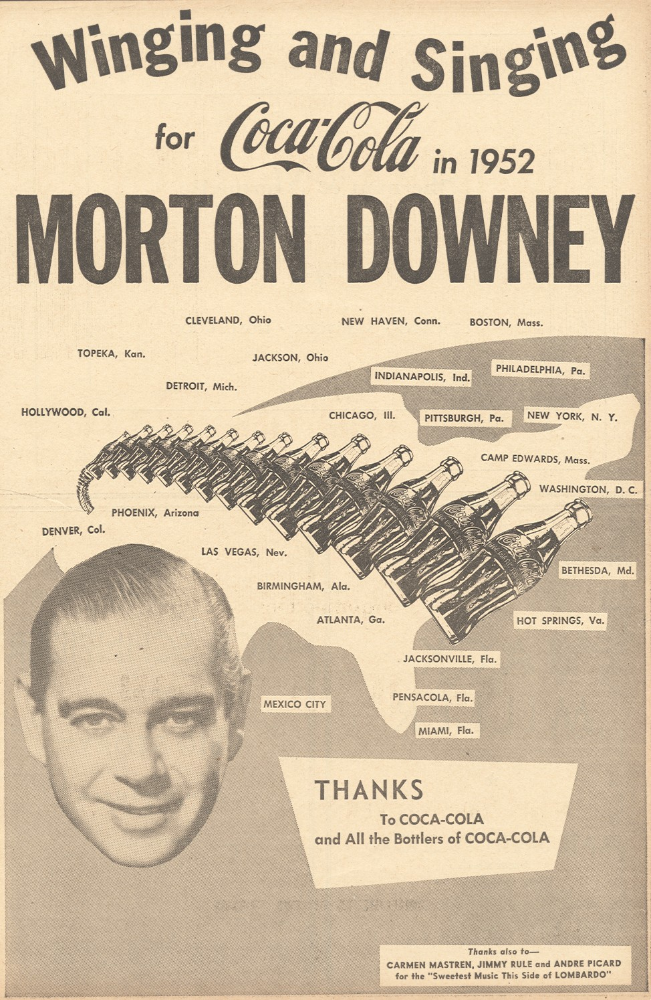 Winging and Singing
for Coca-Cola in 1952
MORTON DOWNEY
CLEVELAND, Ohio
NEW HAVEN, Conn.
BOSTON, Mass.
TOPEKA, Kan.
JACKSON, Ohio
INDIANAPOLIS, Ind.
PHILADELPHIA, Pa.
DETROIT, Mich.
HOLLYWOOD, Cal.
CHICAGO, Ill.
PITTSBURGH, Pa.
NEW YORK, N. Y.
CAMP EDWARDS, Mass.
WASHINGTON, D. C.
PHOENIX, Arizona
DENVER, Col.
LAS VEGAS, Nev.
BETHESDA, Md.
BIRMINGHAM, Ala.
ATLANTA, Ga.
HOT SPRINGS, Va.
JACKSONVILLE, Fla.
PENSACOLA, Fla.
MEXICO CITY
MIAMI, Fla.
THANKS
To COCA-COLA
and All the Bottlers of COCA-COLA
Thanks also to—
CARMEN MASTREN, JIMMY RULE and ANDRE PICARD
for the "Sweetest Music This Side of LOMBARDO"